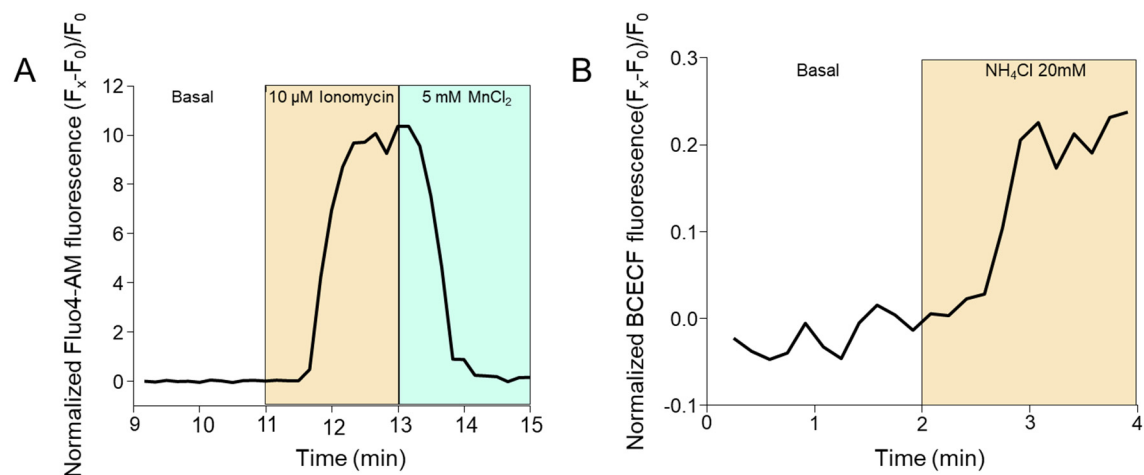 A
Normalized Fluo4-AM fluorescence (Fₓ-F₀)/F₀
12
10
8
6
4
2
0
Basal
10 µM Ionomycin
5 mM MnCl₂
9
10
11
12
13
14
15
Time (min)
B
Normalized BCECF fluorescence(Fₓ-F₀)/F₀
0.3
0.2
0.1
0.0
-0.1
Basal
NH₄Cl 20mM
0
1
2
3
4
Time (min)